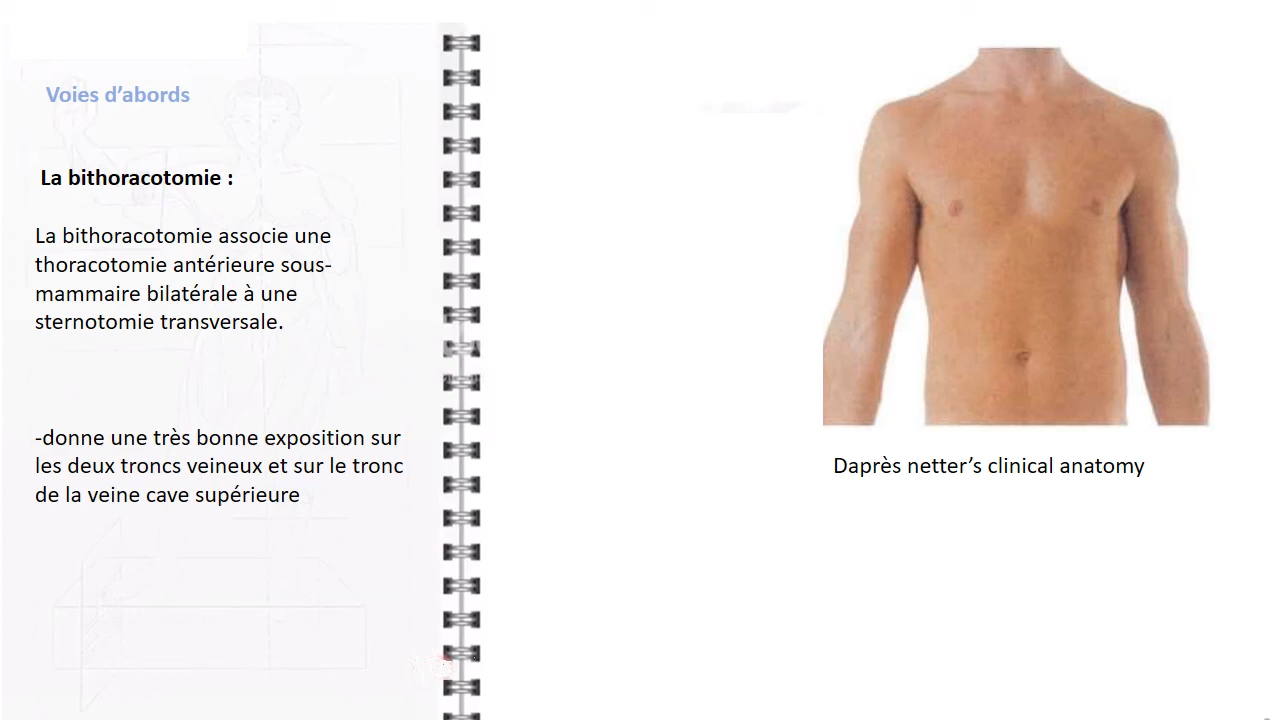 Voies d’abords
La bithoracotomie :
La bithoracotomie associe une
thoracotomie antérieure sous-
mammaire bilatérale à une
sternotomie transversale.
-donne une très bonne exposition sur
les deux troncs veineux et sur le tronc
de la veine cave supérieure
Daprès netter’s clinical anatomy